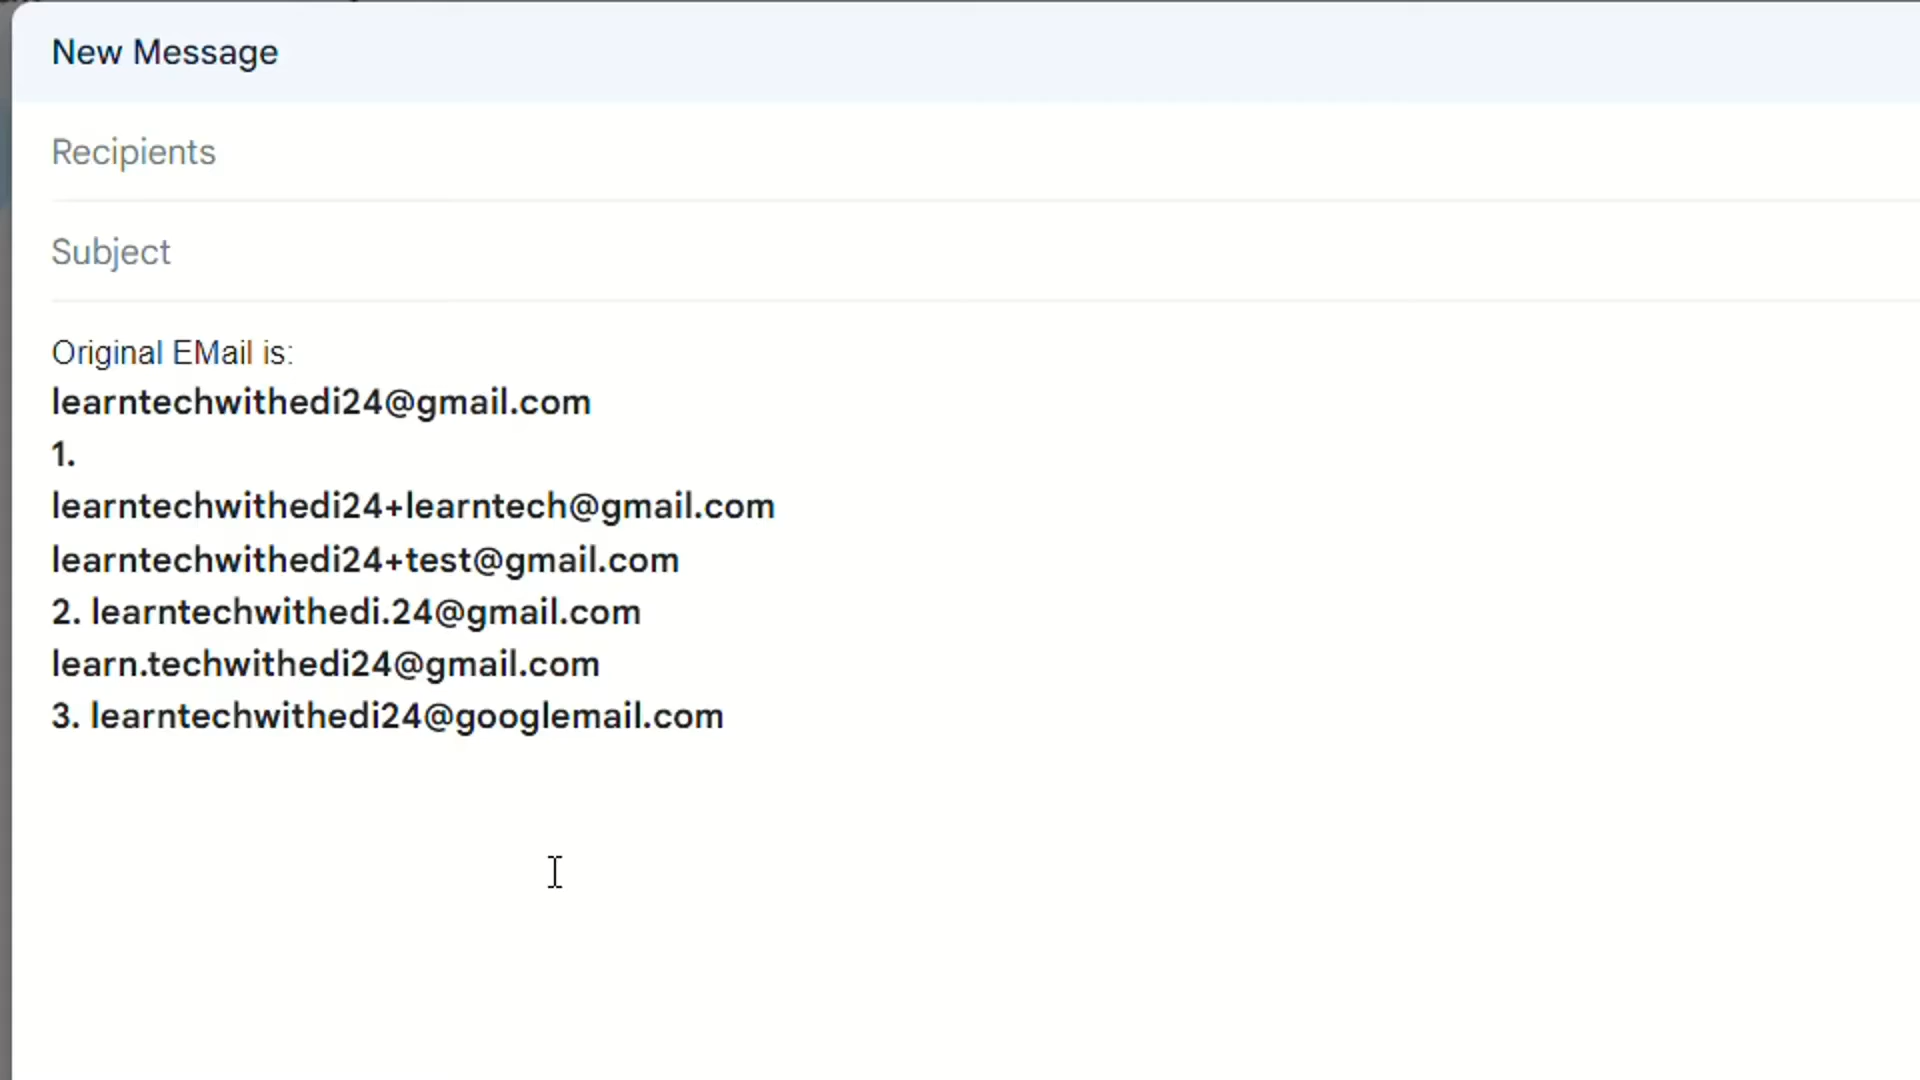 New Message
Recipients
Subject
Original EMail is:
learntechwithedi24@gmail.com
1.
learntechwithedi24+learntech@gmail.com
learntechwithedi24+test@gmail.com
2. learntechwithedi.24@gmail.com
learn.techwithedi24@gmail.com
3. learntechwithedi24@googlemail.com